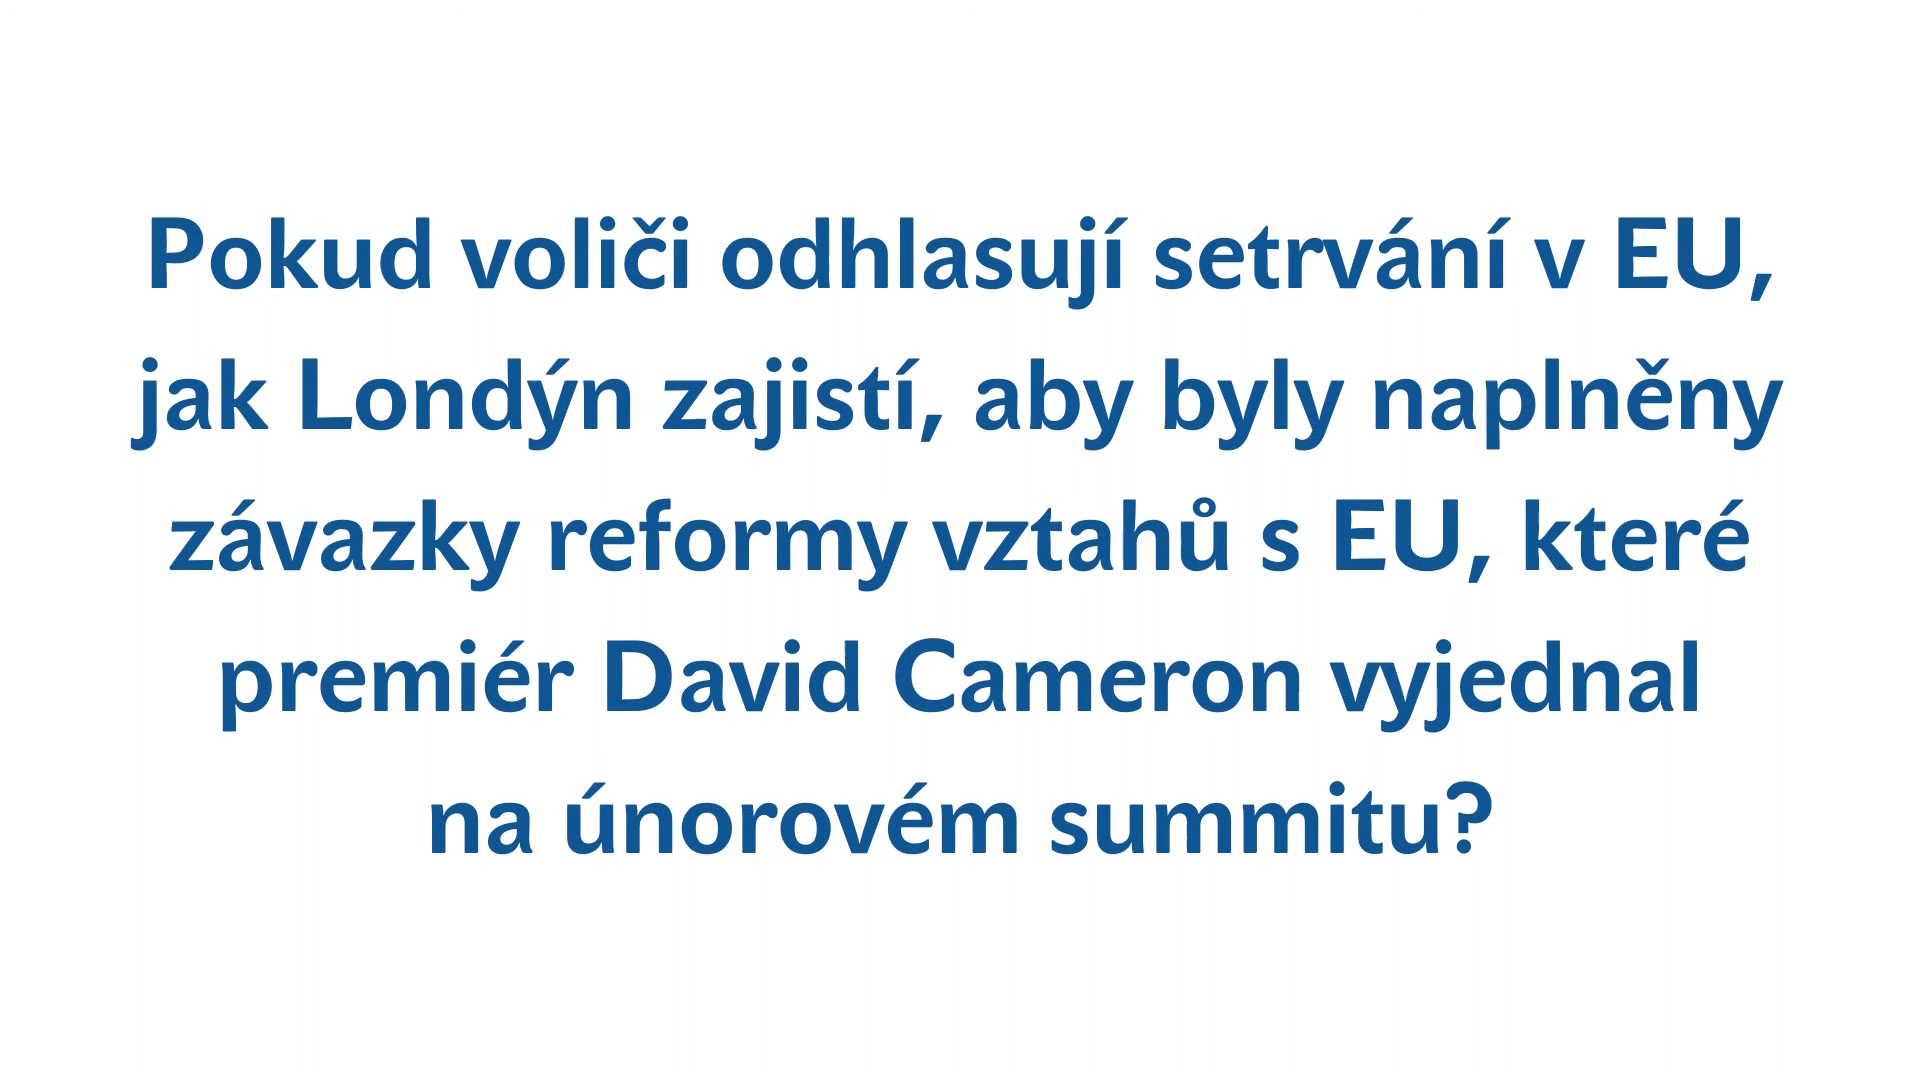 Pokud voliči odhlasují setrvání v EU,
jak Londýn zajistí, aby byly naplněny
závazky reformy vztahů s EU, které
premiér David Cameron vyjednal
na únorovém summitu?